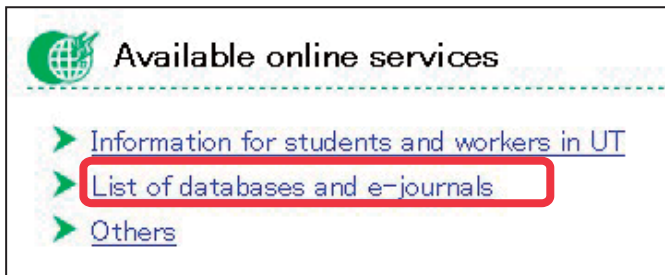 Available online services
Information for students and workers in UT
List of databases and e-journals
Others